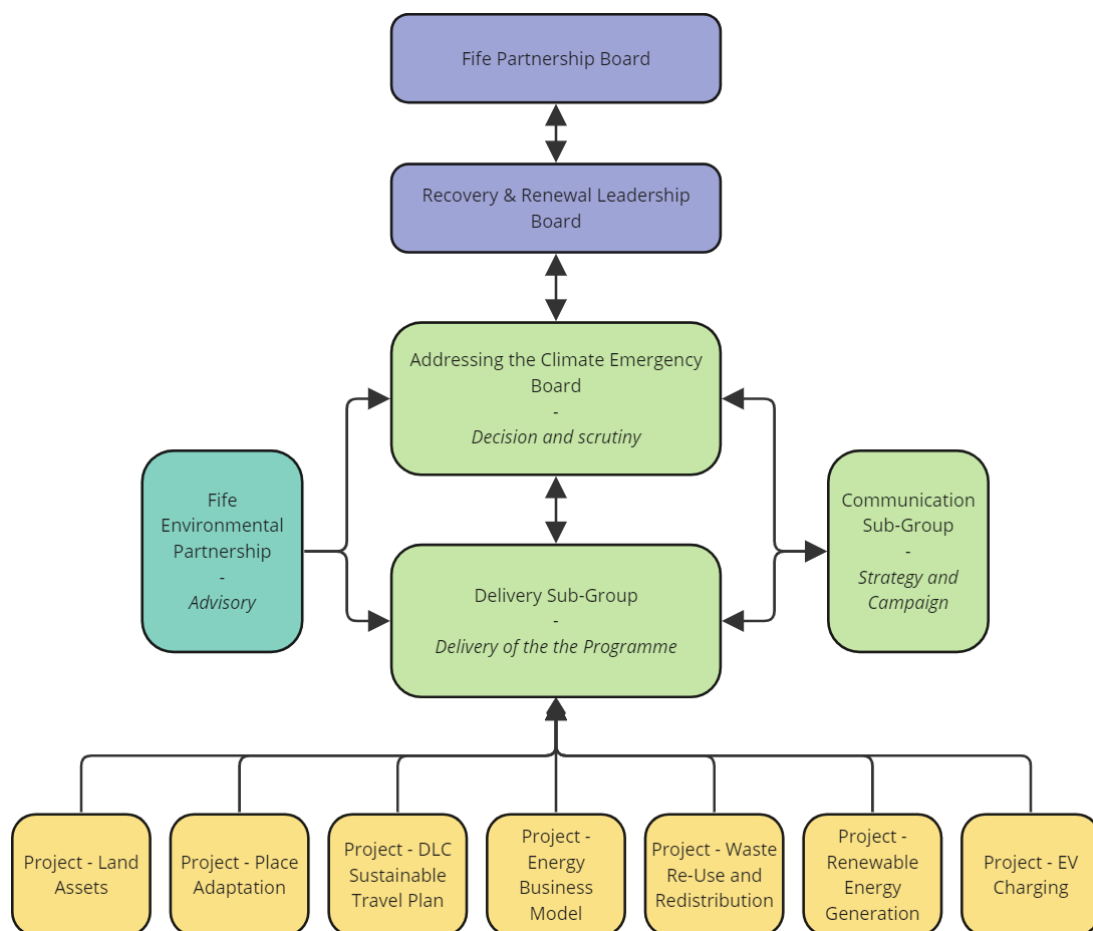 Fife Partnership Board
Recovery & Renewal Leadership
Board
Addressing the Climate Emergency
Board
-
Decision and scrutiny
Fife
Environmental
Partnership
-
Advisory
Communication
Sub-Group
-
Strategy and
Campaign
Delivery Sub-Group
-
Delivery of the the Programme
Project - Land
Assets
Project - Place
Adaptation
Project - DLC
Sustainable
Travel Plan
Project -
Energy
Business
Model
Project - Waste
Re-Use and
Redistribution
Project -
Renewable
Energy
Generation
Project - EV
Charging